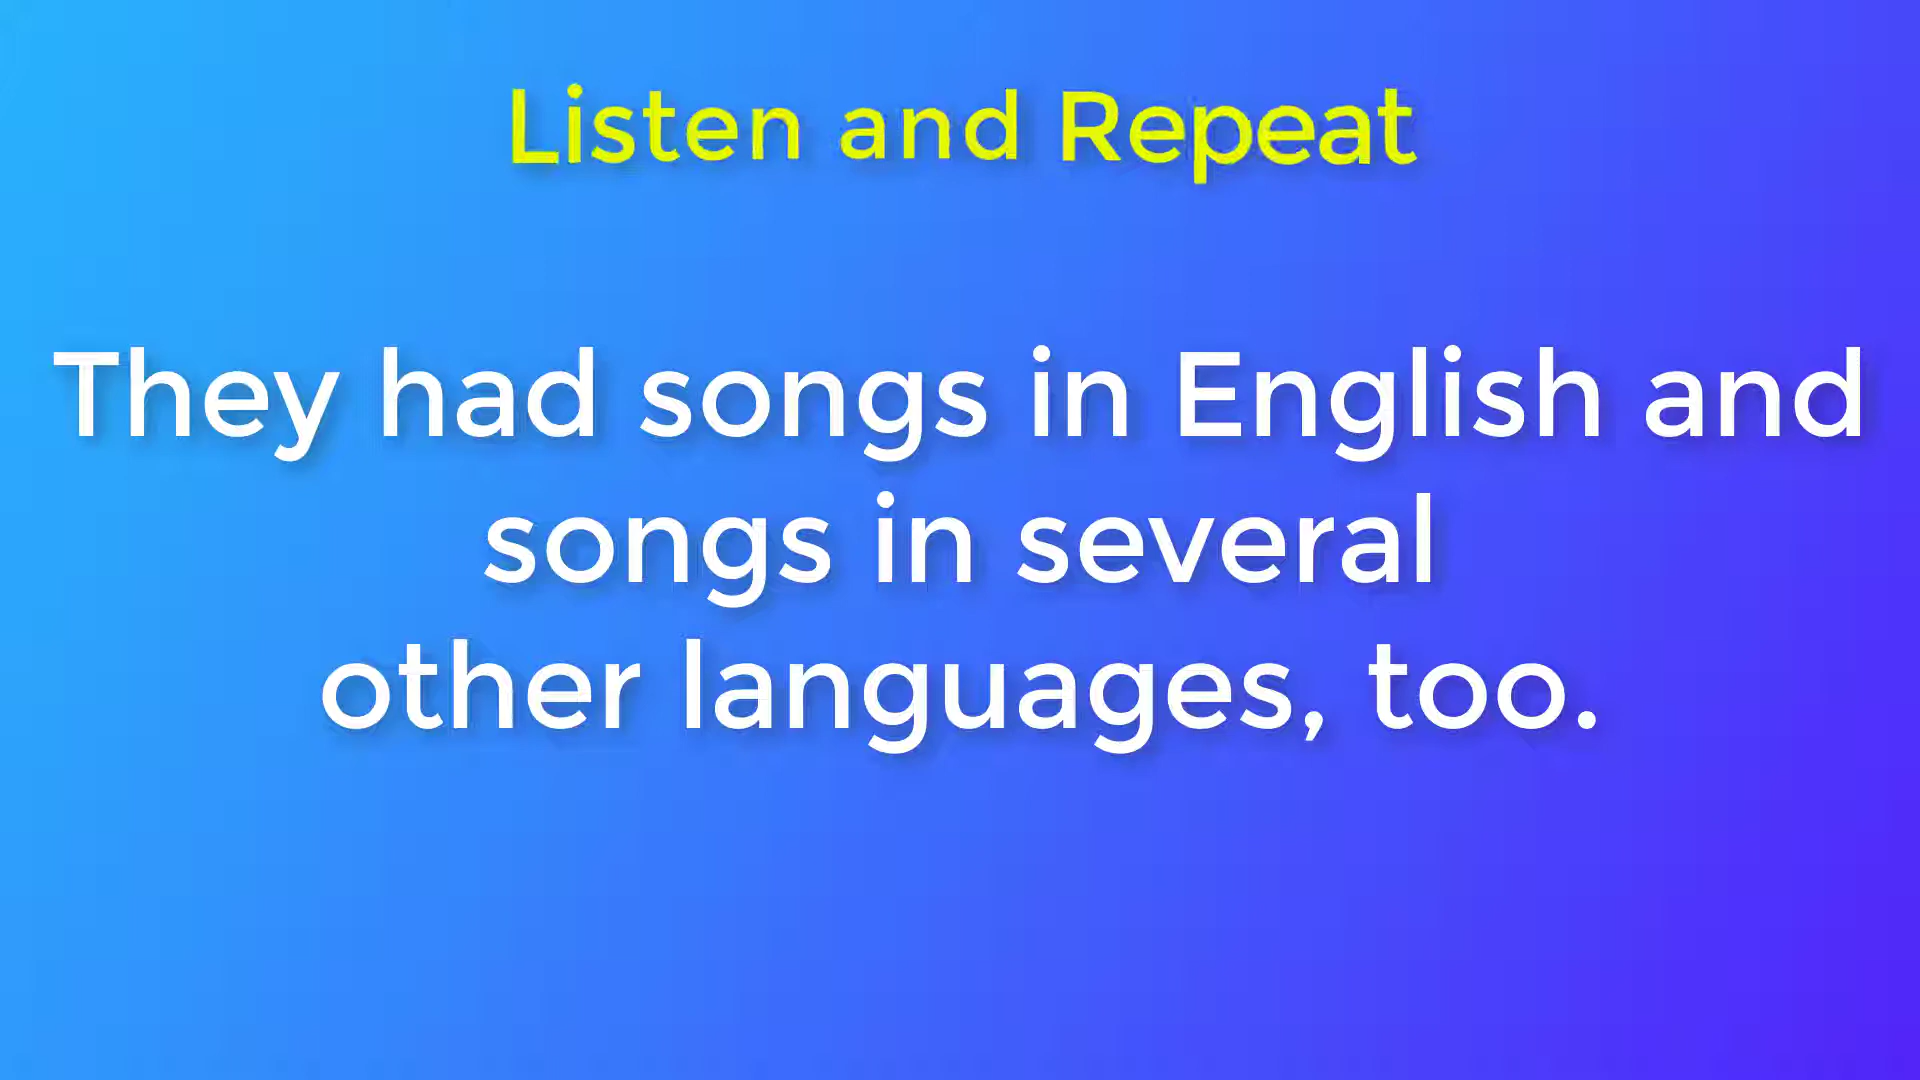 Listen and Repeat
They had songs in English and
songs in several
other languages, too.